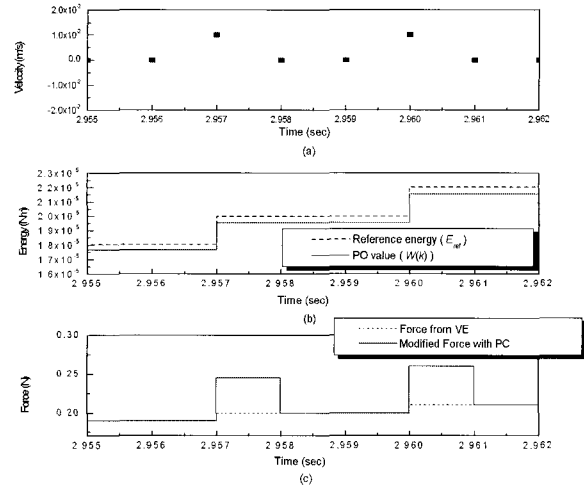 2.0x10⁻²
1.0x10⁻²
0.0
-1.0x10⁻²
-2.0x10⁻²
Velocity (m/s)
2.955 2.956 2.957 2.958 2.959 2.960 2.961 2.962
Time (sec)
(a)
2.3x10⁻⁵
2.2x10⁻⁵
2.1x10⁻⁵
2.0x10⁻⁵
1.9x10⁻⁵
1.8x10⁻⁵
1.7x10⁻⁵
1.6x10⁻⁵
Energy (Nm)
Reference energy ( E_ref )
PO value ( W(k) )
2.955 2.956 2.957 2.958 2.959 2.960 2.961 2.962
Time (sec)
(b)
Force from VE
Modified Force with PC
0.30
0.25
0.20
Force (N)
2.955 2.956 2.957 2.958 2.959 2.960 2.961 2.962
Time (sec)
(c)